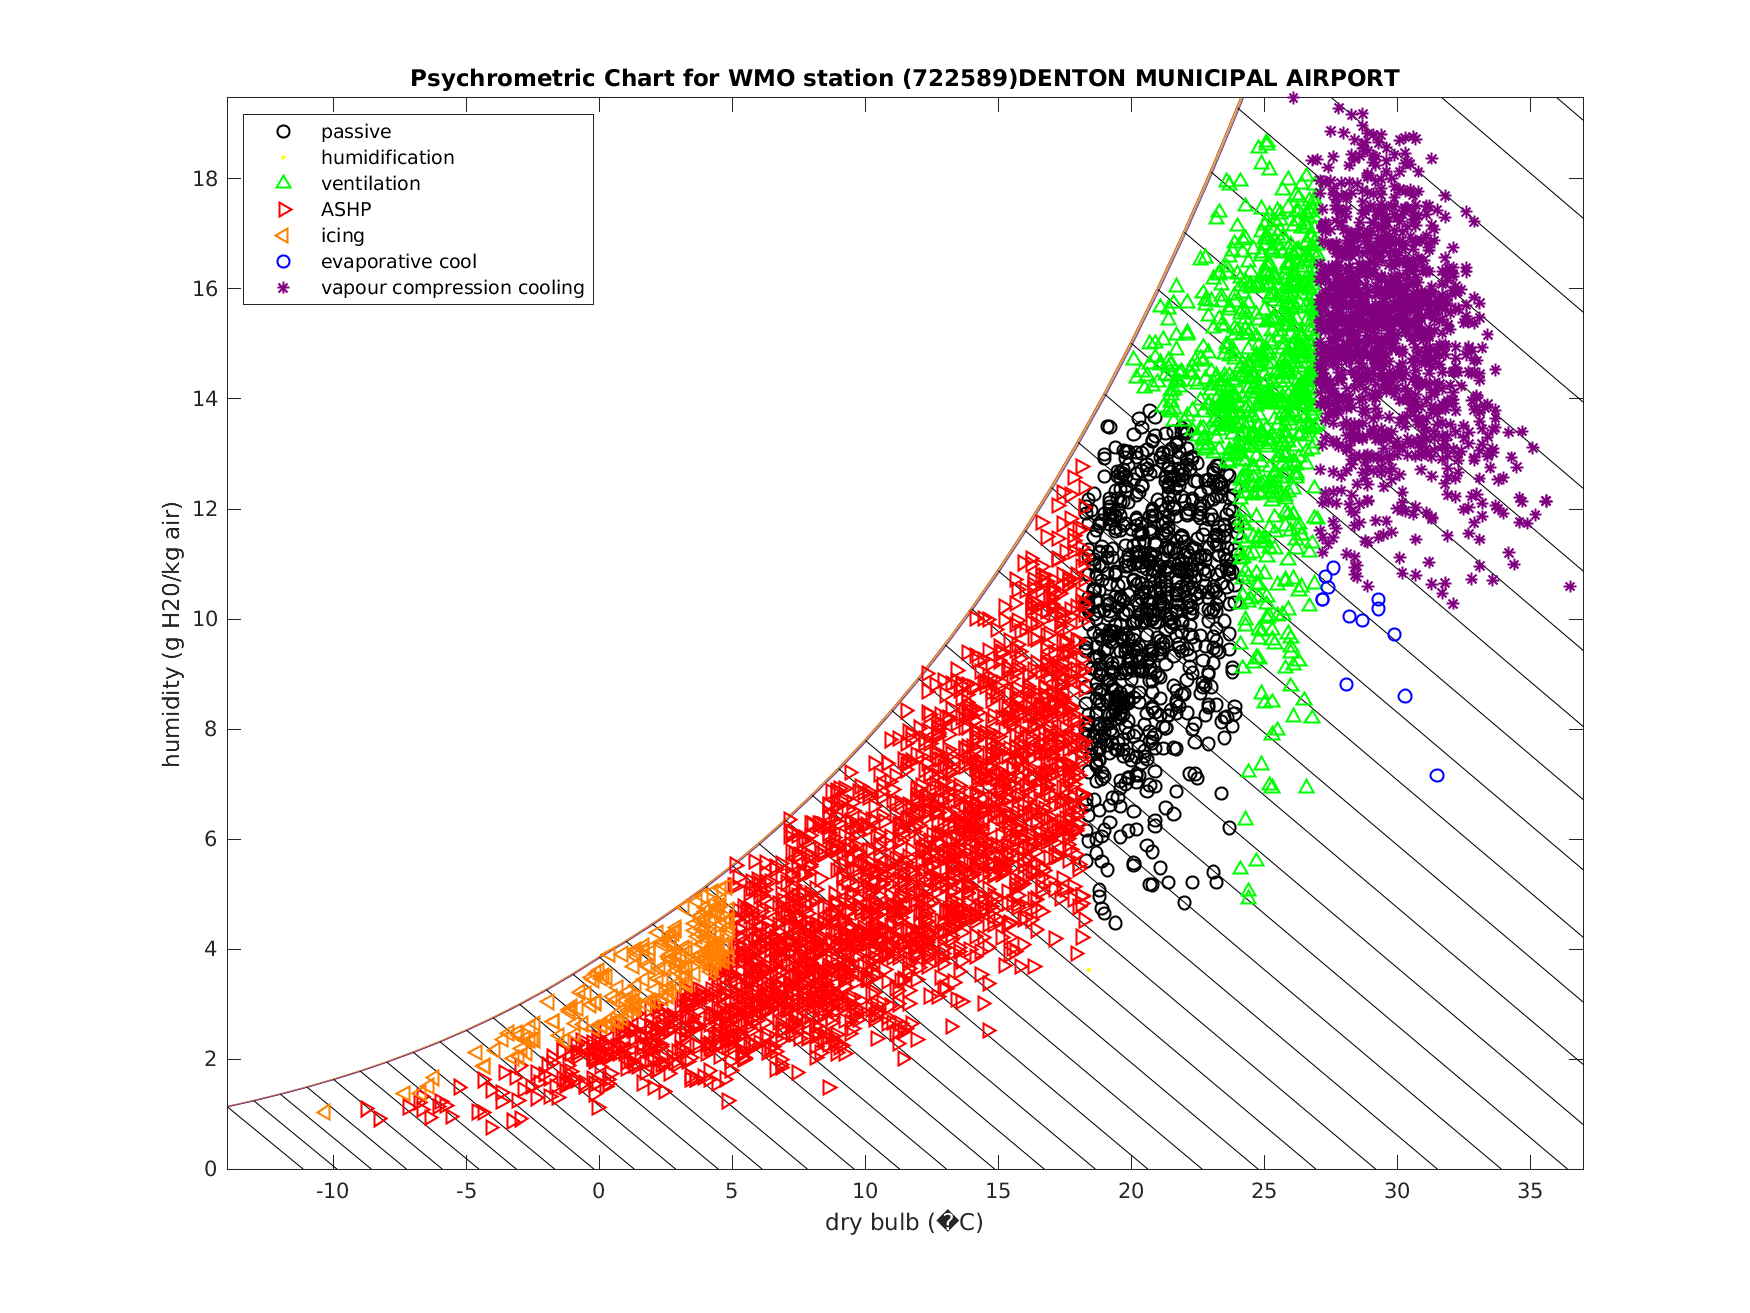 Psychrometric Chart for WMO station (722589)DENTON MUNICIPAL AIRPORT
passive
humidification
ventilation
ASHP
icing
evaporative cool
vapour compression cooling
humidity (g H20/kg air)
18
16
14
12
10
8
6
4
2
0
-10 -5 0 5 10 15 20 25 30 35
dry bulb (�C)